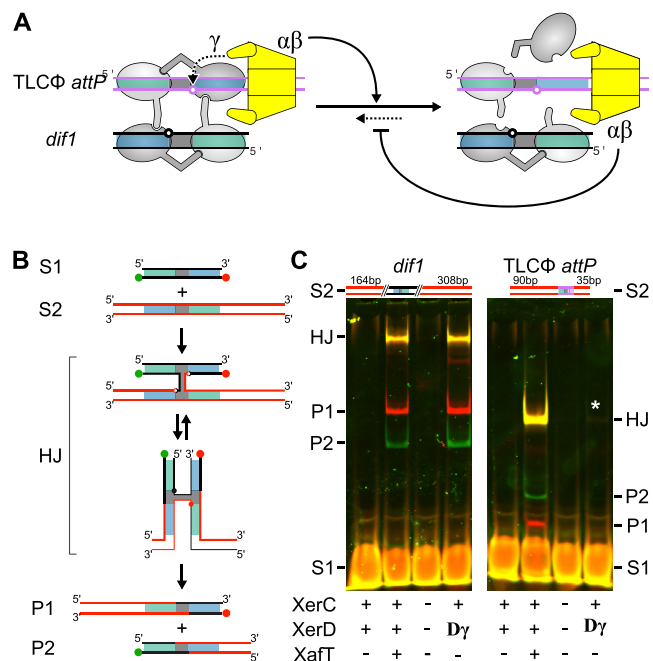 A
γ
αβ
TLCΦ attP
dif1
5'
5'
αβ
B
S1
5'
3'
+
S2
5'
3'
3'
5'
HJ
5'
3'
5'
3'
3'
5'
5' 3'
5'
3'
3'
5'
P1
5'
3'
3'
+
P2
5'
3'
5'
C
dif1
TLCΦ attP
S2
164bp
308bp
90bp
35bp
S2
HJ
P1
P2
S1
*
HJ
P2
P1
S1
XerC + + - + + + - +
XerD + + - Dγ + + - Dγ
XafT - + - - - + - -